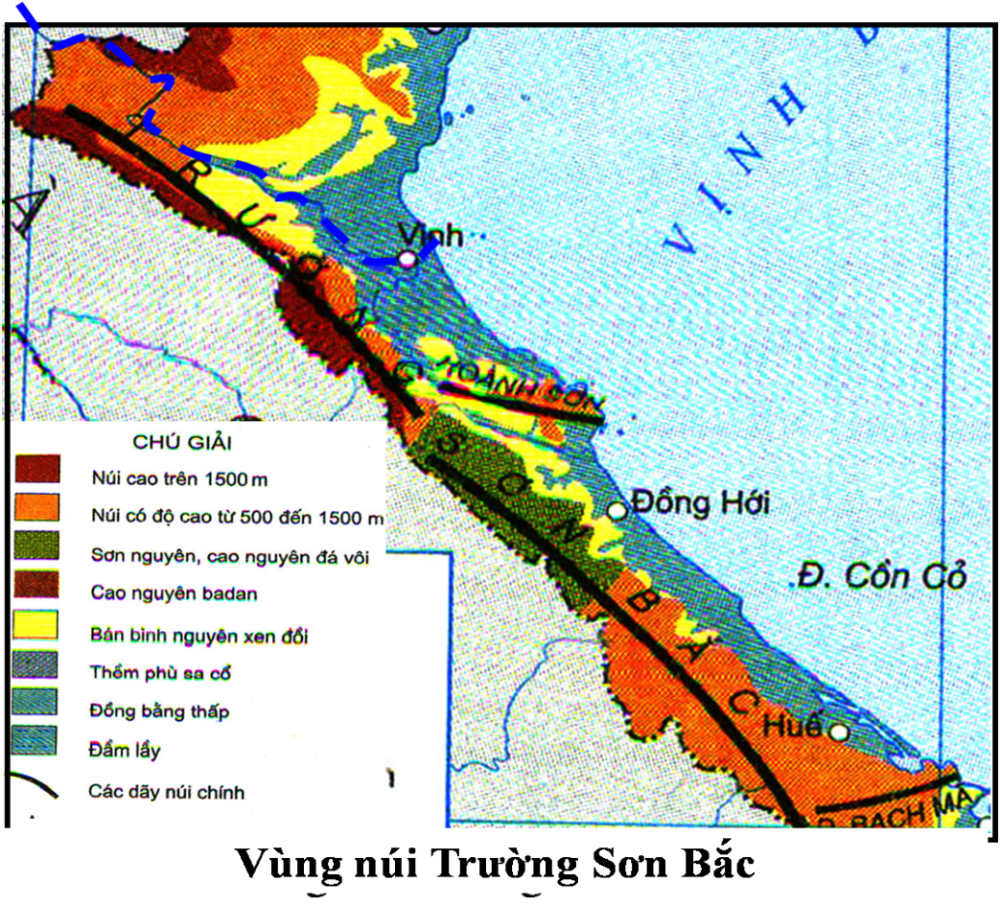 VỊNH
Vinh
TRƯỜNG SƠN BẮC
HOÀNH SƠN
Đồng Hới
Đ. Cồn Cỏ
Huế
D. BẠCH MÃ
CHÚ GIẢI
Núi cao trên 1500 m
Núi có độ cao từ 500 đến 1500 m
Sơn nguyên, cao nguyên đá vôi
Cao nguyên badan
Bán bình nguyên xen đồi
Thềm phù sa cổ
Đồng bằng thấp
Đầm lầy
Các dãy núi chính
Vùng núi Trường Sơn Bắc